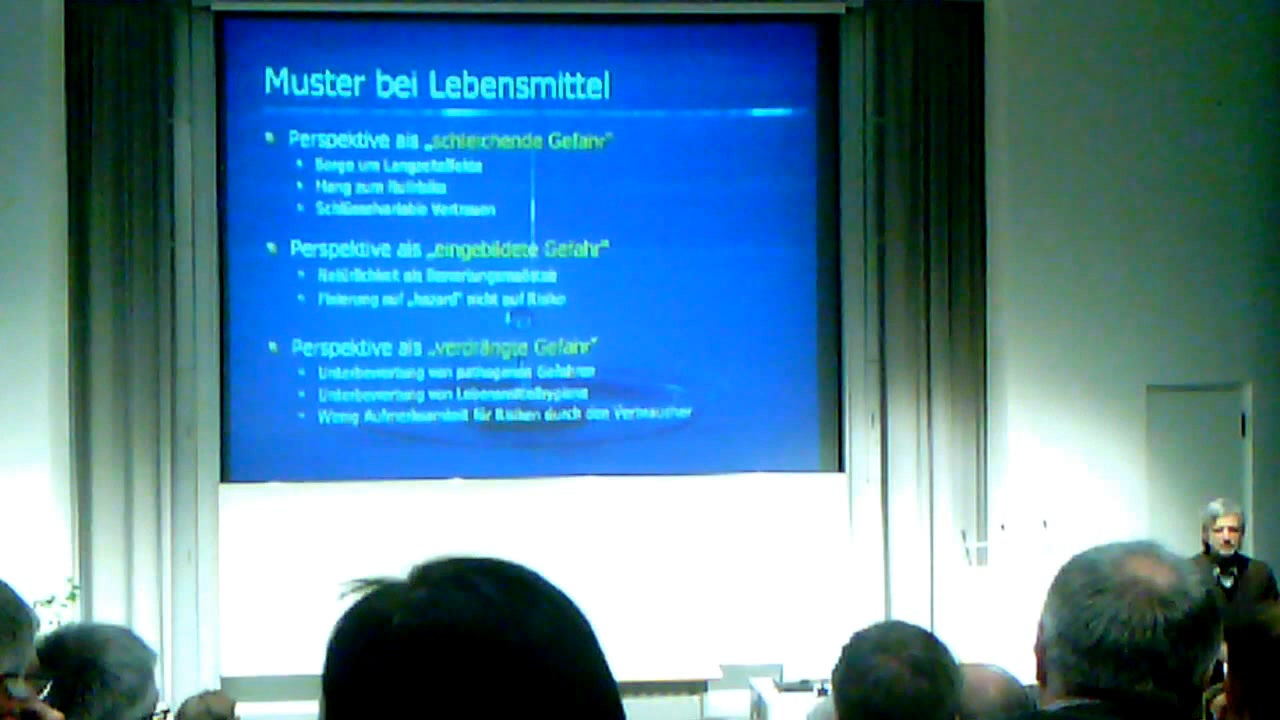 Muster bei Lebensmittel
Perspektive als „schleichende Gefahr“
Sorge um Langzeiteffekte
Hang zum Nullrisiko
Schlüsselvariable Vertrauen
Perspektive als „eingebildete Gefahr“
Natürlichkeit als Bewertungsmaßstab
Fixierung auf „hazard“ nicht auf Risiko
Perspektive als „verdrängte Gefahr“
Unterbewertung von pathogenen Gefahren
Unterbewertung von Lebensmittelhygiene
Wenig Aufmerksamkeit für Risiken durch den Verbraucher